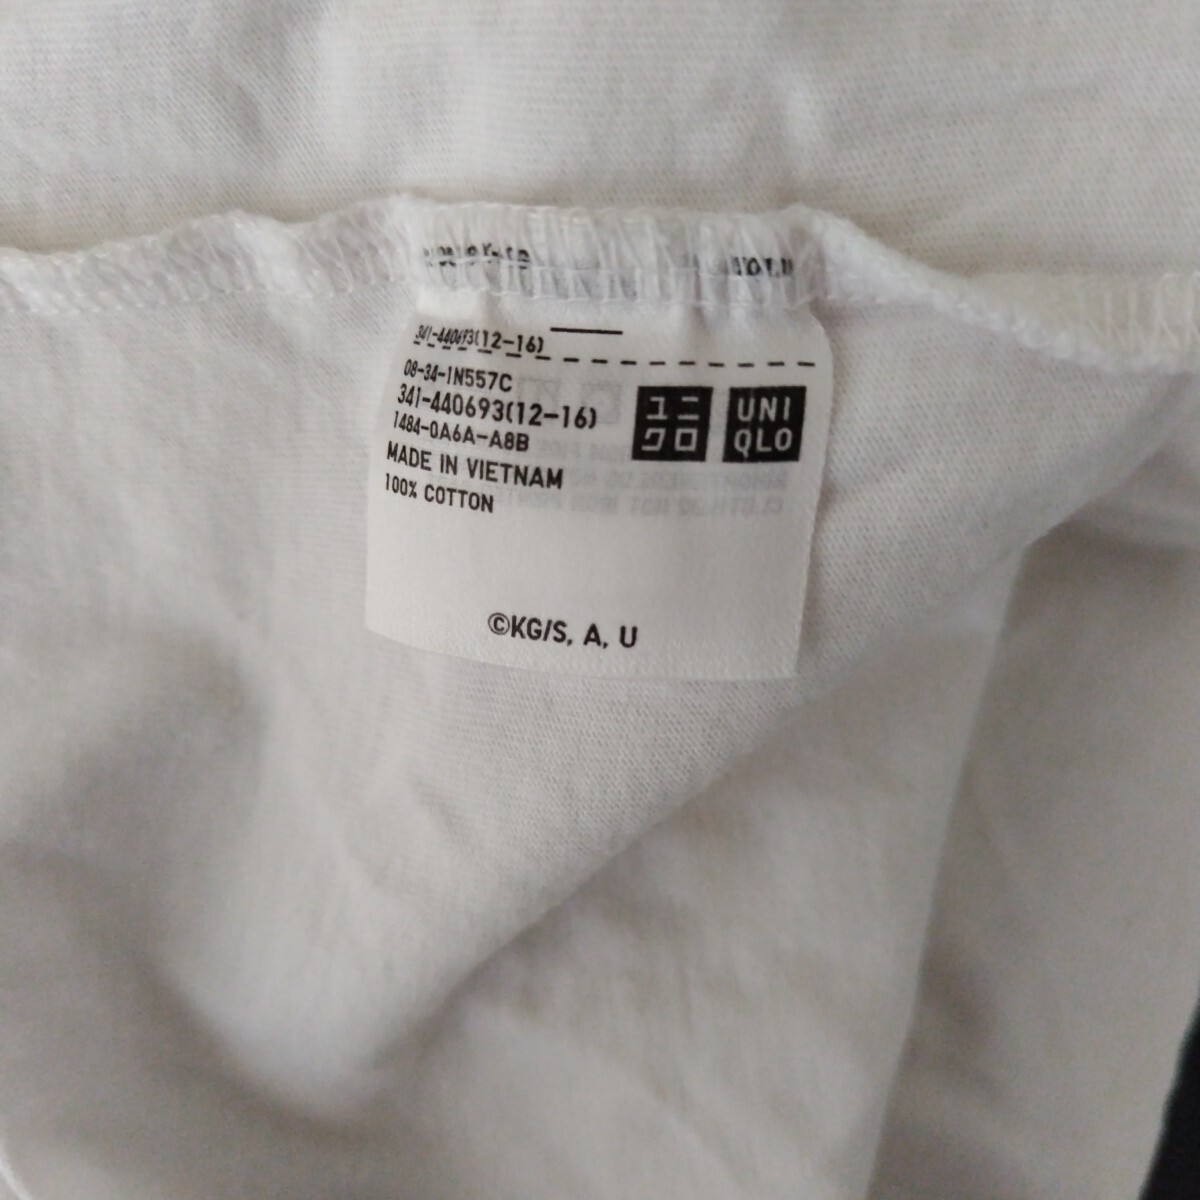 341-440693(12-16)
08-34-1N557C
341-440693(12-16)
1484-0A6A-A8B
MADE IN VIETNAM
100% COTTON
ユニ
クロ
UNI
QLO
©KG/S, A, U